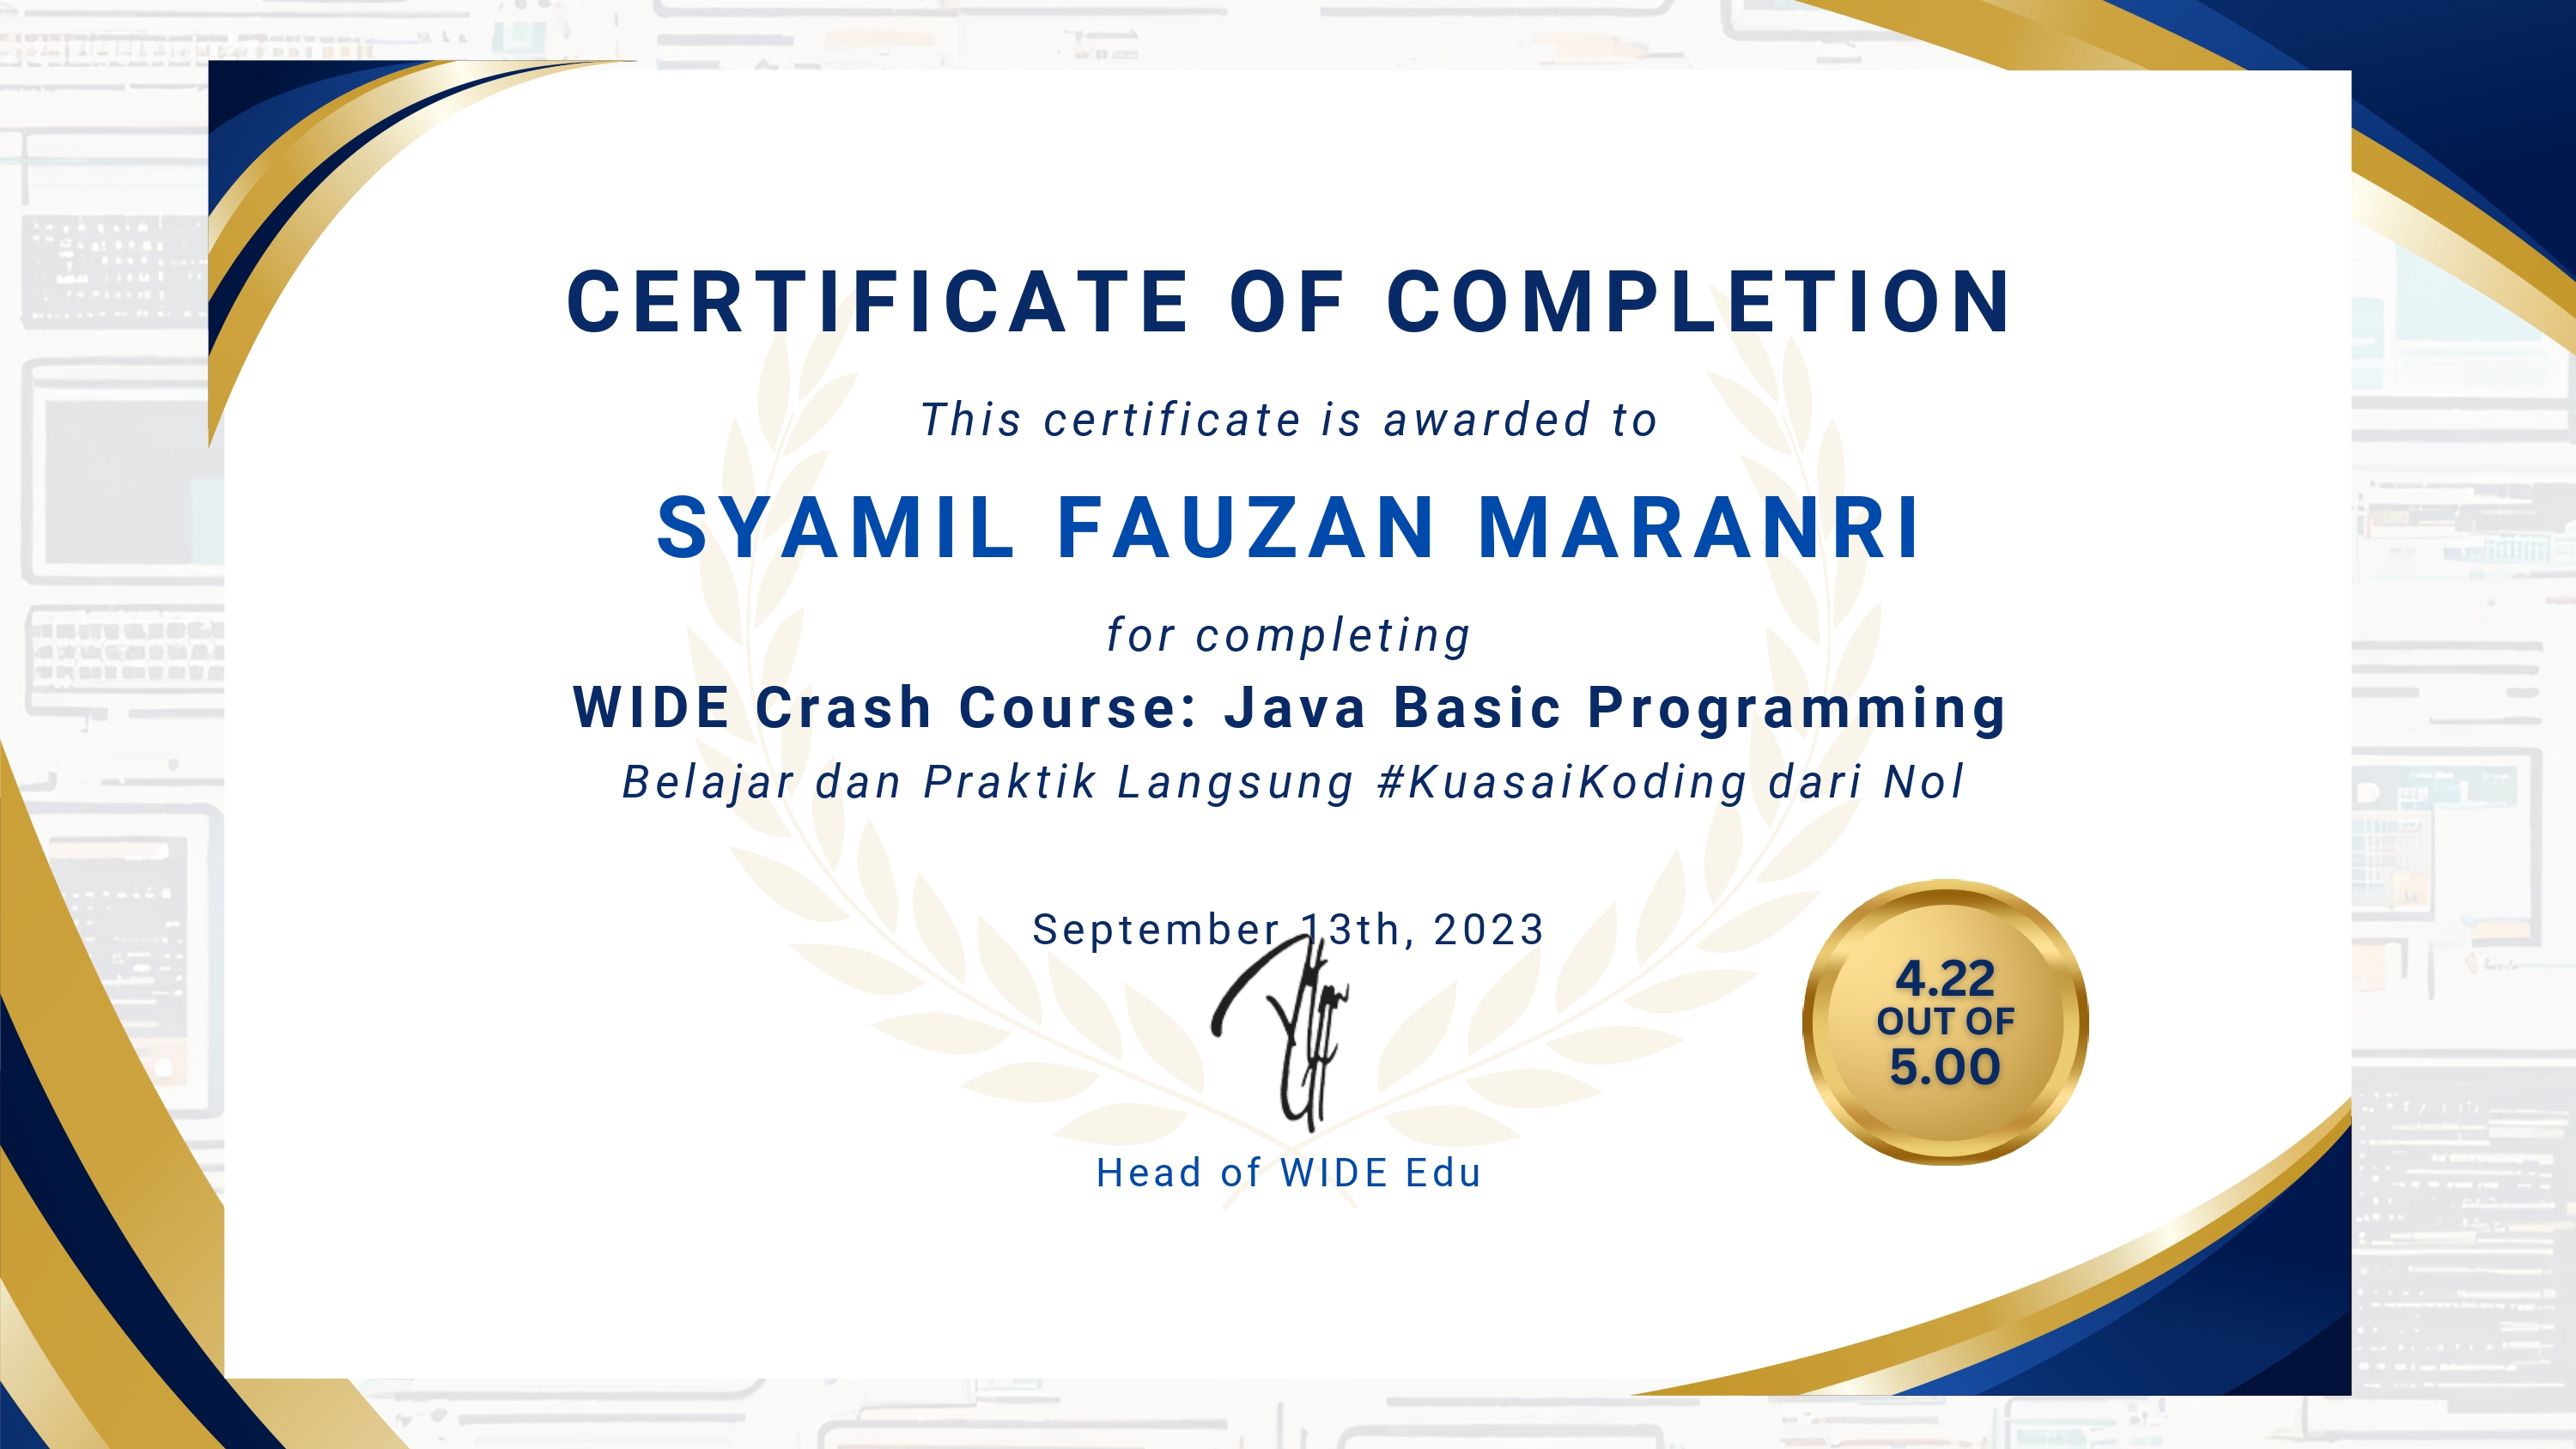 CERTIFICATE OF COMPLETION
This certificate is awarded to
SYAMIL FAUZAN MARANRI
for completing
WIDE Crash Course: Java Basic Programming
Belajar dan Praktik Langsung #KuasaiKoding dari Nol
September 13th, 2023
4.22
OUT OF
5.00
Head of WIDE Edu